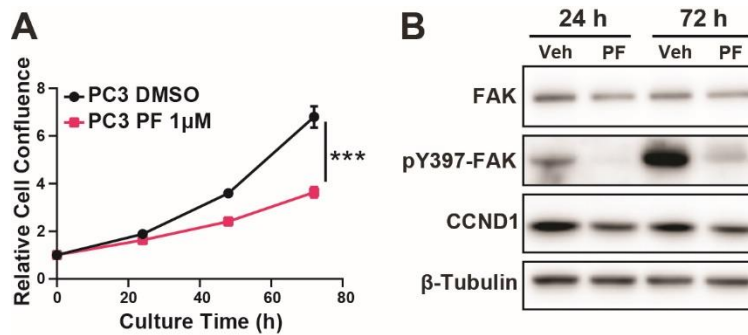 A
PC3 DMSO
PC3 PF 1μM
***
Relative Cell Confluence
8
6
4
2
0
0 20 40 60 80
Culture Time (h)
B
24 h 72 h
Veh PF Veh PF
FAK
pY397-FAK
CCND1
β-Tubulin